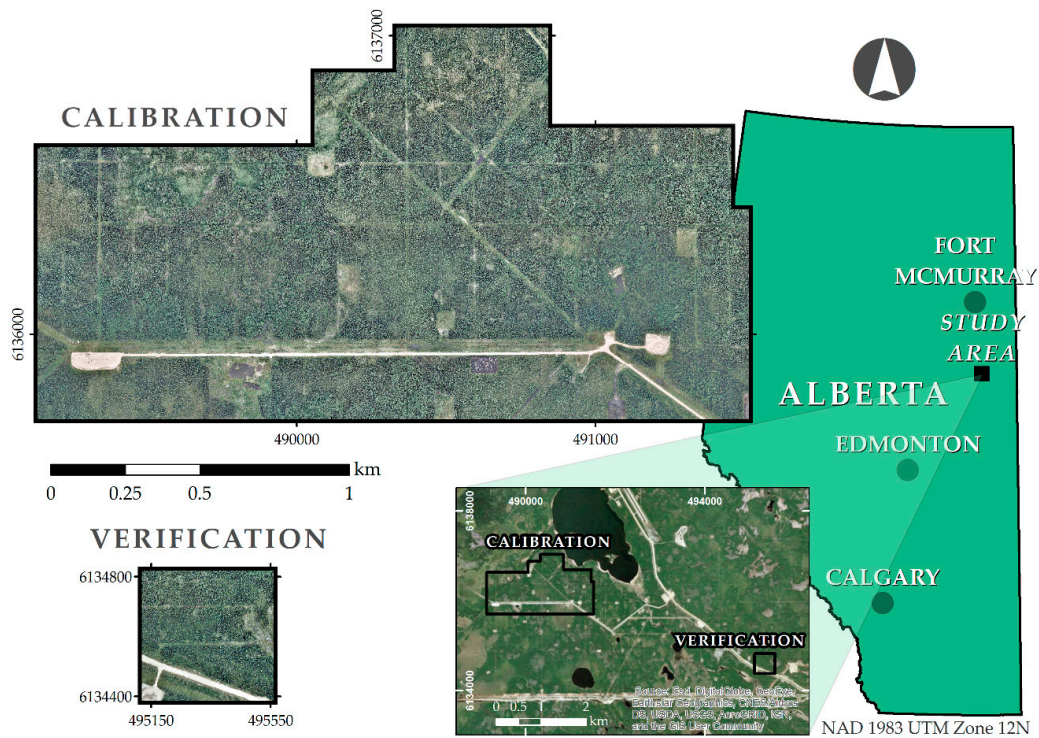 6137000
CALIBRATION
FORT
MCMURRAY
STUDY
AREA
6136000
ALBERTA
490000
491000
km
0
0.25
0.5
1
EDMONTON
490000
494000
6138000
CALIBRATION
VERIFICATION
6134800
CALGARY
VERIFICATION
6134000
Source: Esri, DigitalGlobe, GeoEye,
Earthstar Geographics, CNES/Airbus
DS, USDA, USGS, AeroGRID, IGN,
and the GIS User Community
6134400
0 0.5 1 2
km
495150
495550
NAD 1983 UTM Zone 12N